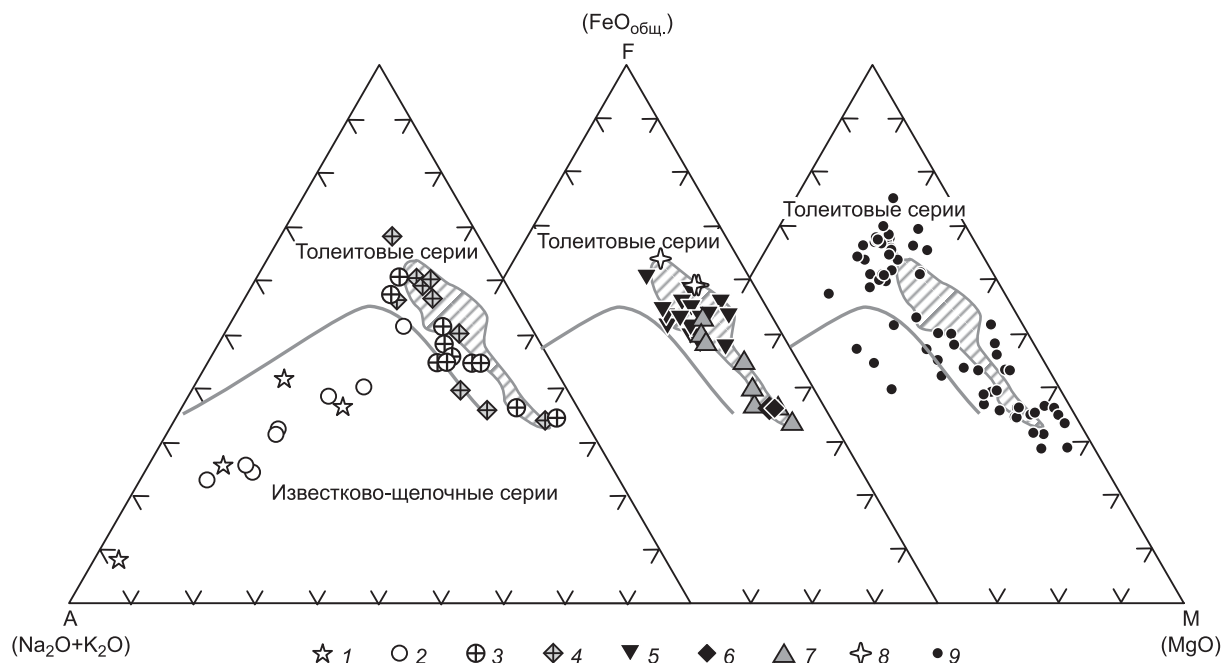 (FeOобщ.)
F
Толеитовые серии
Толеитовые серии
Толеитовые серии
Известково-щелочные серии
A
M
(Na2O+K2O)
(MgO)
1 2 3 4 5 6 7 8 9